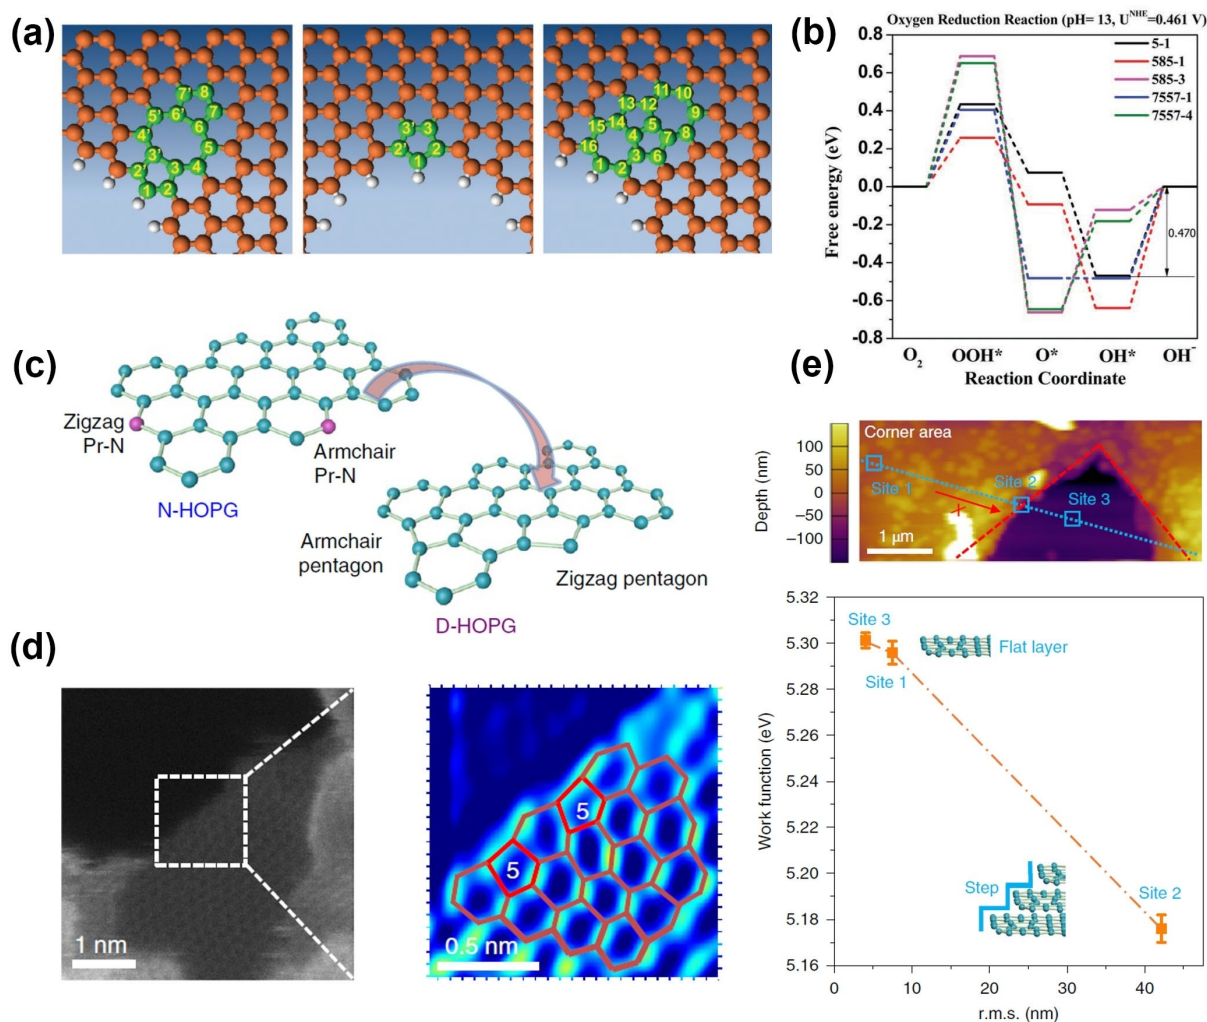 (a)
7' 8
5' 6' 7
4' 6
3' 5
2' 3 4
1 2
3' 3
2' 2
1
11 10
13 12
15 14 5 9
16 4 7 8
1 2 3 6
(b)
Oxygen Reduction Reaction (pH= 13, U^NHE=0.461 V)
0.8
0.6
0.4
0.2
0.0
-0.2
-0.4
-0.6
-0.8
Free energy (eV)
5-1
585-1
585-3
7557-1
7557-4
0.470
O₂ OOH* O* OH* OH⁻
Reaction Coordinate
(c)
Zigzag
Pr-N
Armchair
Pr-N
N-HOPG
Armchair
pentagon
Zigzag pentagon
D-HOPG
(d)
1 nm
5
5
0.5 nm
(e)
Depth (nm)
100
50
0
−50
−100
Corner area
Site 1
Site 2
Site 3
X
1 μm
Work function (eV)
5.32
5.30
5.28
5.26
5.24
5.22
5.20
5.18
5.16
Site 3
Flat layer
Site 1
Step
Site 2
0 10 20 30 40
r.m.s. (nm)